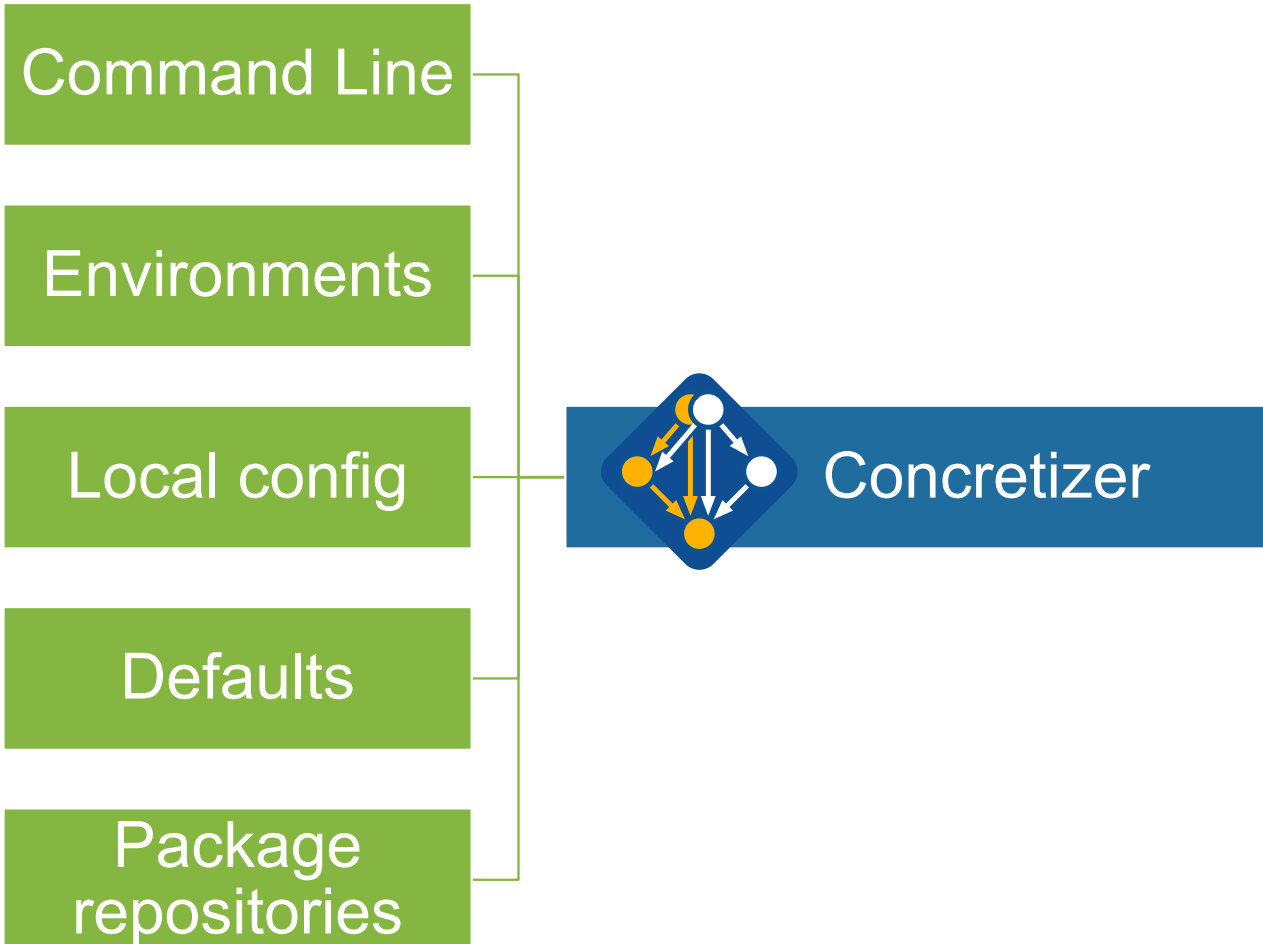 Command Line
Environments
Local config
Concretizer
Defaults
Package
repositories